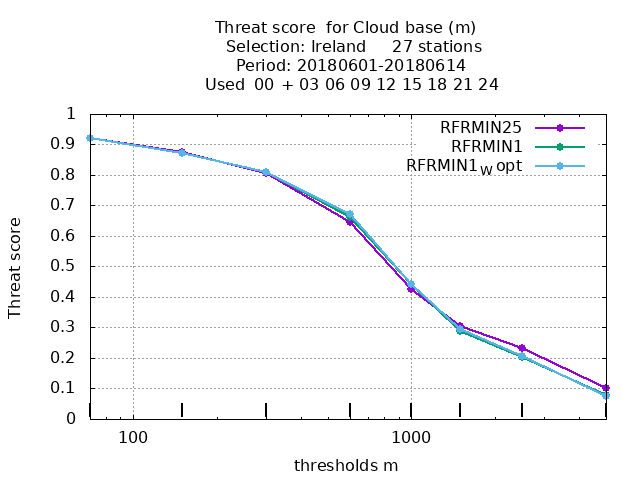 Threat score for Cloud base (m)
Selection: Ireland 27 stations
Period: 20180601-20180614
Used 00 + 03 06 09 12 15 18 21 24
RFRMIN25
RFRMIN1
RFRMIN1W opt
Threat score
1
0.9
0.8
0.7
0.6
0.5
0.4
0.3
0.2
0.1
0
100 1000
thresholds m